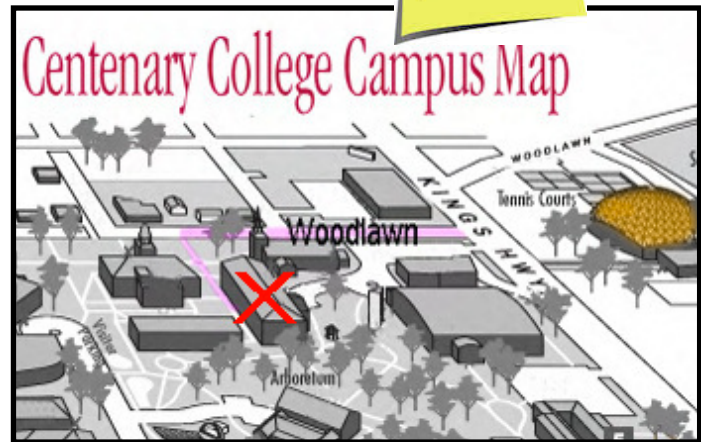 Centenary College Campus Map
WOODLAWN
KINGS HWY
Tennis Courts
Woodlawn
Visitor
Parking
Arboretum